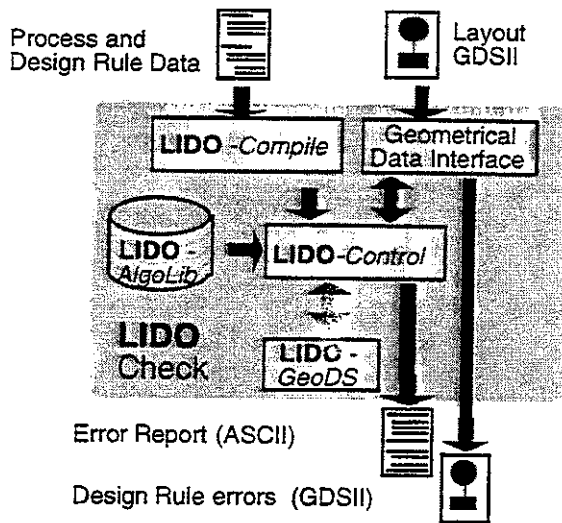 Process and
Design Rule Data
Layout
GDSII
LIDO -Compile
Geometrical
Data Interface
LIDO -
AlgoLib
LIDO-Control
LIDO
Check
LIDO -
GeoDS
Error Report (ASCII)
Design Rule errors (GDSII)